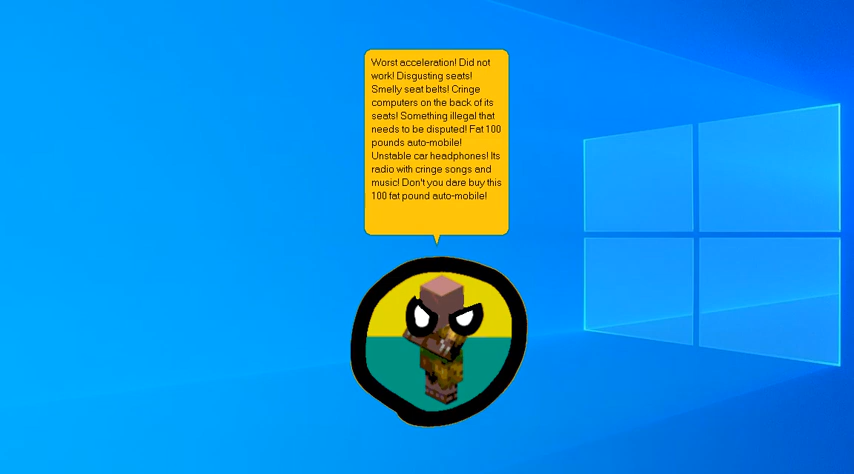 Worst acceleration! Did not
work! Disgusting seats!
Smelly seat belts! Cringe
computers on the back of its
seats! Something illegal that
needs to be disputed! Fat 100
pounds auto-mobile!
Unstable car headphones! Its
radio with cringe songs and
music! Don't you dare buy this
100 fat pound auto-mobile!